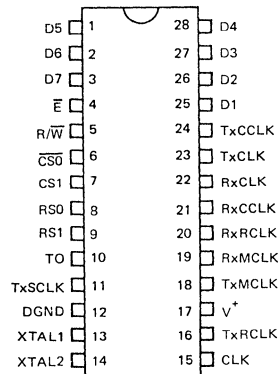 D5 1 28 D4
D6 2 27 D3
D7 3 26 D2
E̅ 4 25 D1
R/W̅ 5 24 TxCCLK
C̅S̅0̅ 6 23 TxCLK
CS1 7 22 RxCLK
RS0 8 21 RxCCLK
RS1 9 20 RxRCLK
TO 10 19 RxMCLK
TxSCLK 11 18 TxMCLK
DGND 12 17 V+
XTAL1 13 16 TxRCLK
XTAL2 14 15 CLK